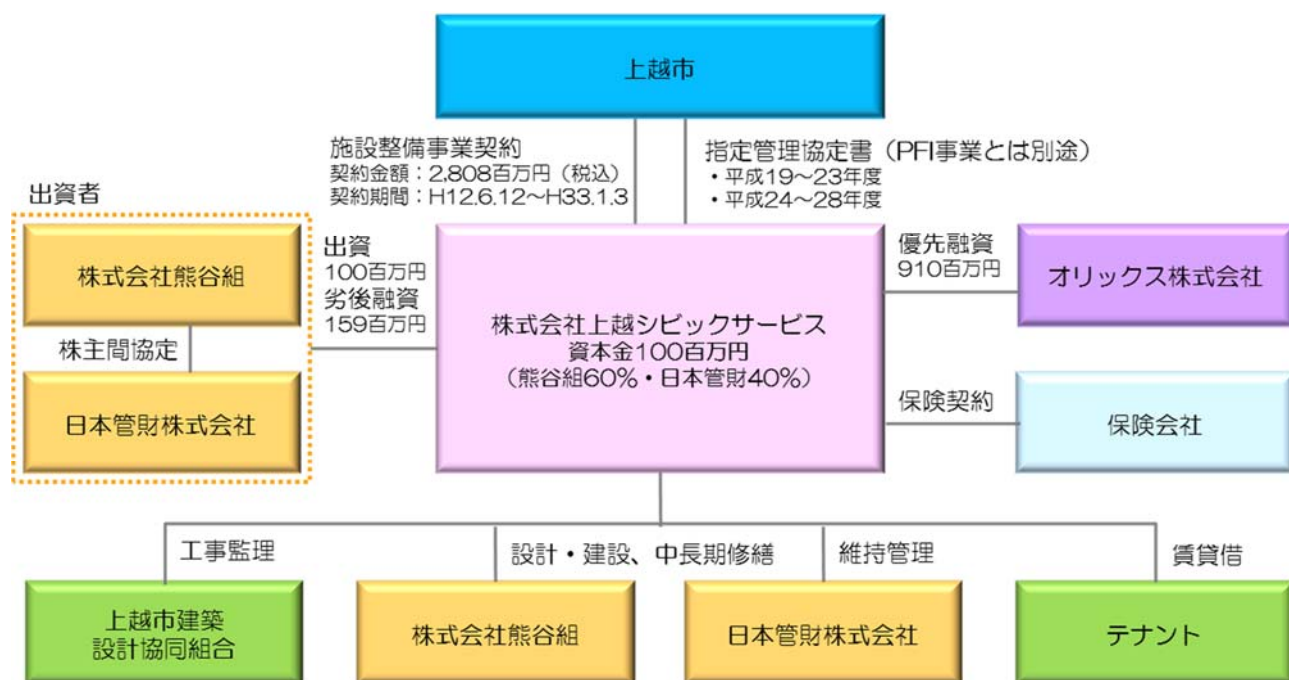 上越市
施設整備事業契約
契約金額：2,808百万円（税込）
契約期間：H12.6.12～H33.1.3
指定管理協定書（PFI事業とは別途）
・平成19～23年度
・平成24～28年度
出資者
株式会社熊谷組
株主間協定
日本管財株式会社
出資
100百万円
劣後融資
159百万円
株式会社上越シビックサービス
資本金100百万円
（熊谷組60%・日本管財40%）
優先融資
910百万円
オリックス株式会社
保険契約
保険会社
工事監理
設計・建設、中長期修繕
維持管理
賃貸借
上越市建築
設計協同組合
株式会社熊谷組
日本管財株式会社
テナント